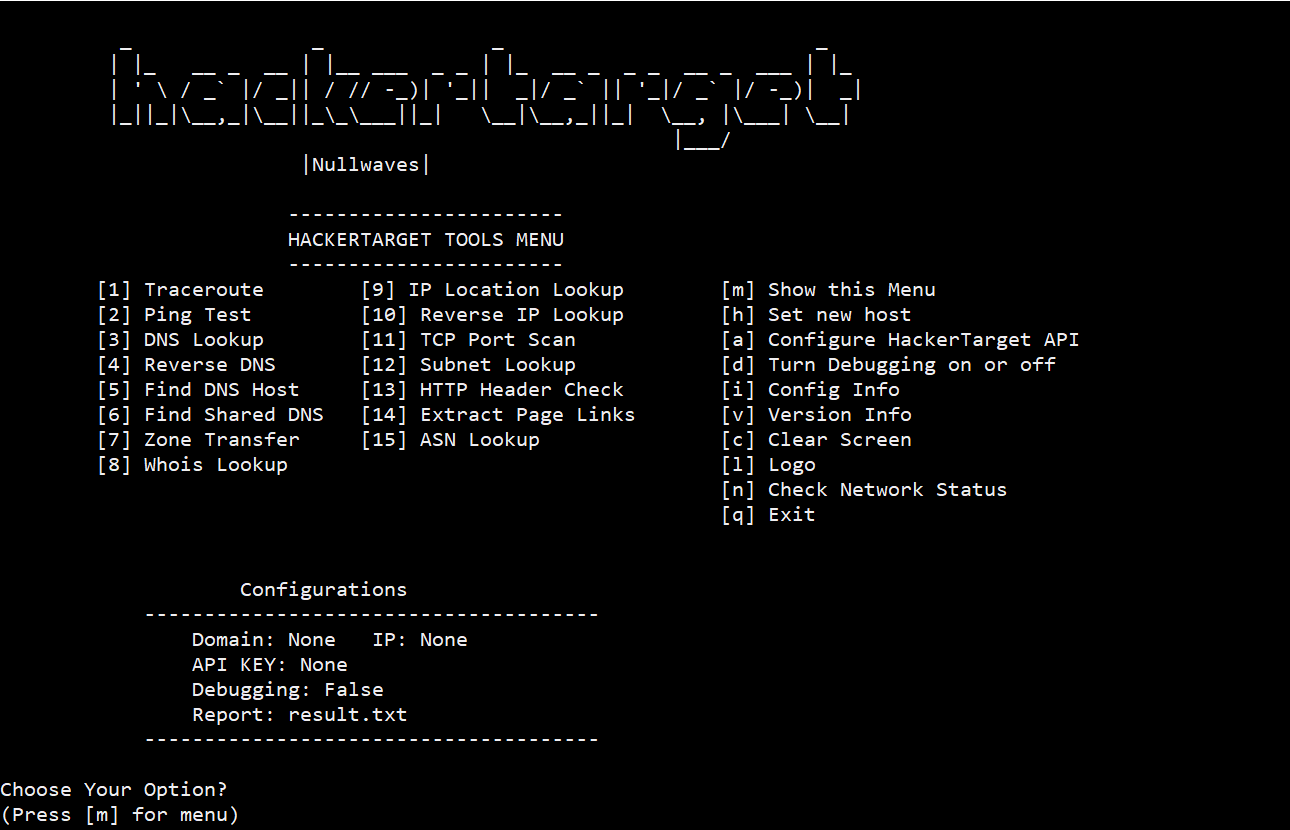 hackertarget
|Nullwaves|
-----------------------
HACKERTARGET TOOLS MENU
-----------------------
[1] Traceroute [9] IP Location Lookup [m] Show this Menu
[2] Ping Test [10] Reverse IP Lookup [h] Set new host
[3] DNS Lookup [11] TCP Port Scan [a] Configure HackerTarget API
[4] Reverse DNS [12] Subnet Lookup [d] Turn Debugging on or off
[5] Find DNS Host [13] HTTP Header Check [i] Config Info
[6] Find Shared DNS [14] Extract Page Links [v] Version Info
[7] Zone Transfer [15] ASN Lookup [c] Clear Screen
[8] Whois Lookup [l] Logo
[n] Check Network Status
[q] Exit
Configurations
--------------------------------------
Domain: None IP: None
API KEY: None
Debugging: False
Report: result.txt
--------------------------------------
Choose Your Option?
(Press [m] for menu)